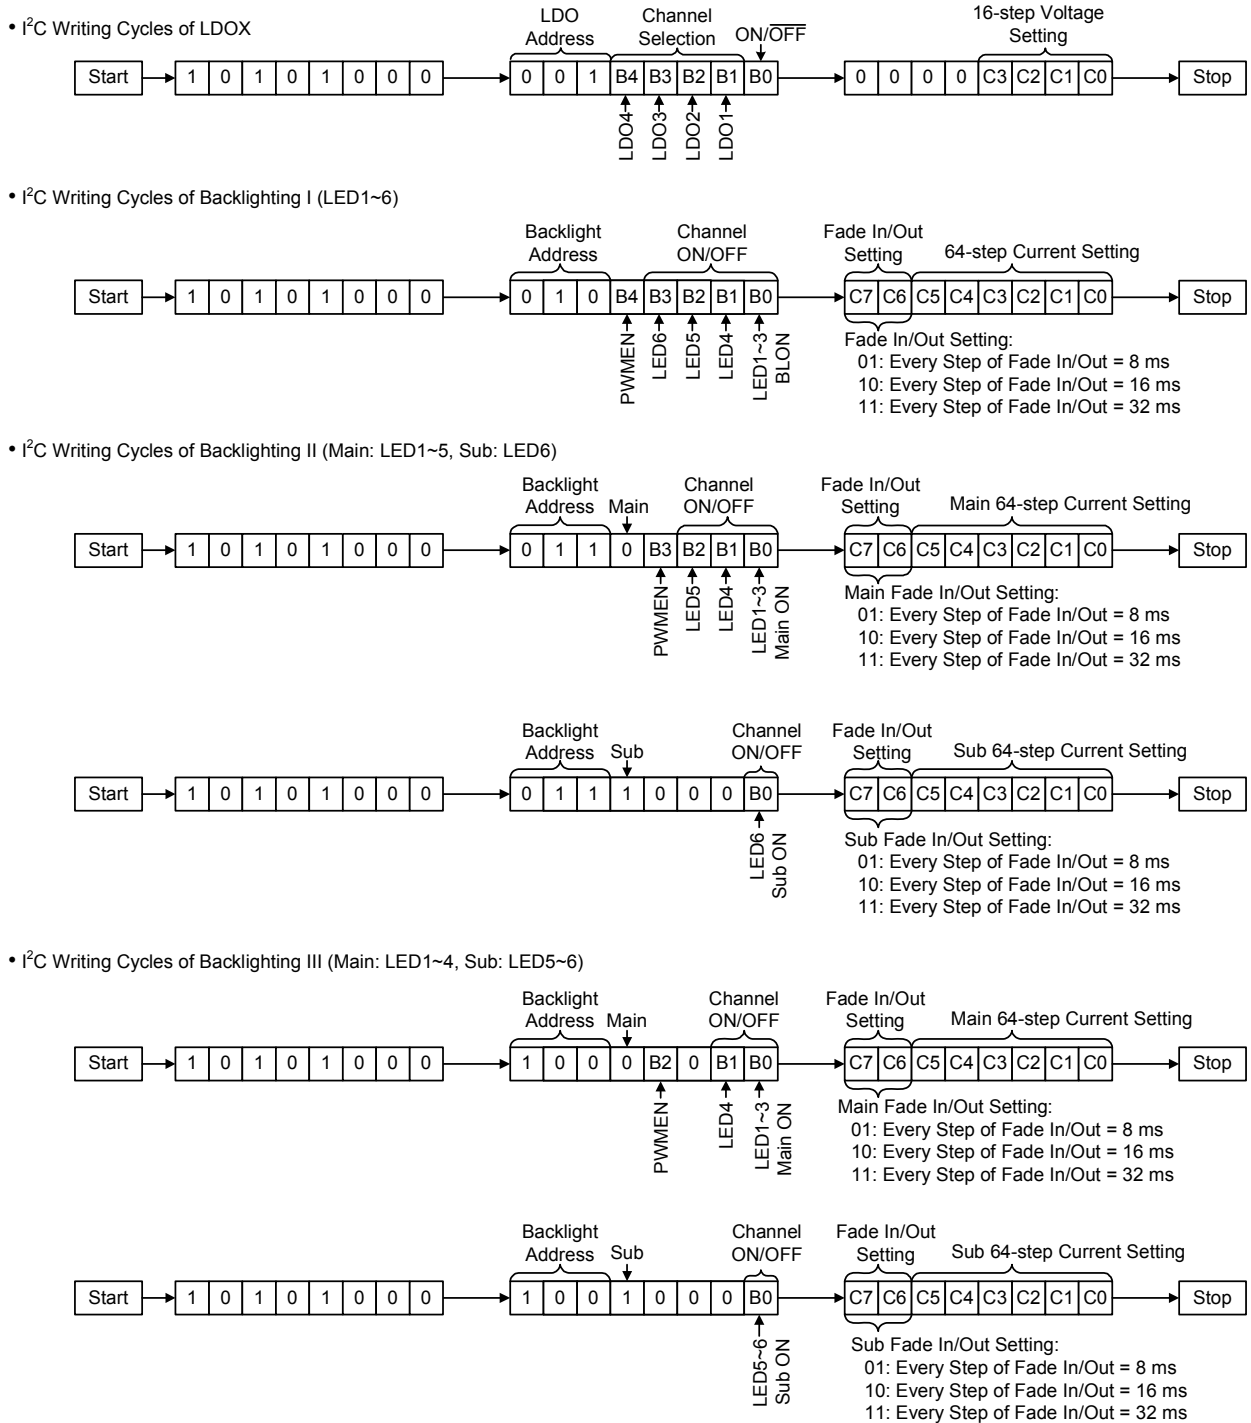 • I²C Writing Cycles of LDOX
LDO Address
Channel Selection
ON/OFF
16-step Voltage Setting
Start 1 0 1 0 1 0 0 0 0 0 1 B4 B3 B2 B1 B0 0 0 0 0 C3 C2 C1 C0 Stop
LDO4 LDO3 LDO2 LDO1
• I²C Writing Cycles of Backlighting I (LED1~6)
Backlight Address
Channel ON/OFF
Fade In/Out Setting
64-step Current Setting
Start 1 0 1 0 1 0 0 0 0 1 0 B4 B3 B2 B1 B0 C7 C6 C5 C4 C3 C2 C1 C0 Stop
PWMEN LED6 LED5 LED4 LED1~3 BLON
Fade In/Out Setting:
01: Every Step of Fade In/Out = 8 ms
10: Every Step of Fade In/Out = 16 ms
11: Every Step of Fade In/Out = 32 ms
• I²C Writing Cycles of Backlighting II (Main: LED1~5, Sub: LED6)
Backlight Address
Main
Channel ON/OFF
Fade In/Out Setting
Main 64-step Current Setting
Start 1 0 1 0 1 0 0 0 0 1 1 0 B3 B2 B1 B0 C7 C6 C5 C4 C3 C2 C1 C0 Stop
PWMEN LED5 LED4 LED1~3 Main ON
Main Fade In/Out Setting:
01: Every Step of Fade In/Out = 8 ms
10: Every Step of Fade In/Out = 16 ms
11: Every Step of Fade In/Out = 32 ms
Backlight Address
Sub
Channel ON/OFF
Fade In/Out Setting
Sub 64-step Current Setting
Start 1 0 1 0 1 0 0 0 0 1 1 1 0 0 0 B0 C7 C6 C5 C4 C3 C2 C1 C0 Stop
LED6 Sub ON
Sub Fade In/Out Setting:
01: Every Step of Fade In/Out = 8 ms
10: Every Step of Fade In/Out = 16 ms
11: Every Step of Fade In/Out = 32 ms
• I²C Writing Cycles of Backlighting III (Main: LED1~4, Sub: LED5~6)
Backlight Address
Main
Channel ON/OFF
Fade In/Out Setting
Main 64-step Current Setting
Start 1 0 1 0 1 0 0 0 1 0 0 0 B2 0 B1 B0 C7 C6 C5 C4 C3 C2 C1 C0 Stop
PWMEN LED4 LED1~3 Main ON
Main Fade In/Out Setting:
01: Every Step of Fade In/Out = 8 ms
10: Every Step of Fade In/Out = 16 ms
11: Every Step of Fade In/Out = 32 ms
Backlight Address
Sub
Channel ON/OFF
Fade In/Out Setting
Sub 64-step Current Setting
Start 1 0 1 0 1 0 0 0 1 0 0 1 0 0 0 B0 C7 C6 C5 C4 C3 C2 C1 C0 Stop
LED5~6 Sub ON
Sub Fade In/Out Setting:
01: Every Step of Fade In/Out = 8 ms
10: Every Step of Fade In/Out = 16 ms
11: Every Step of Fade In/Out = 32 ms